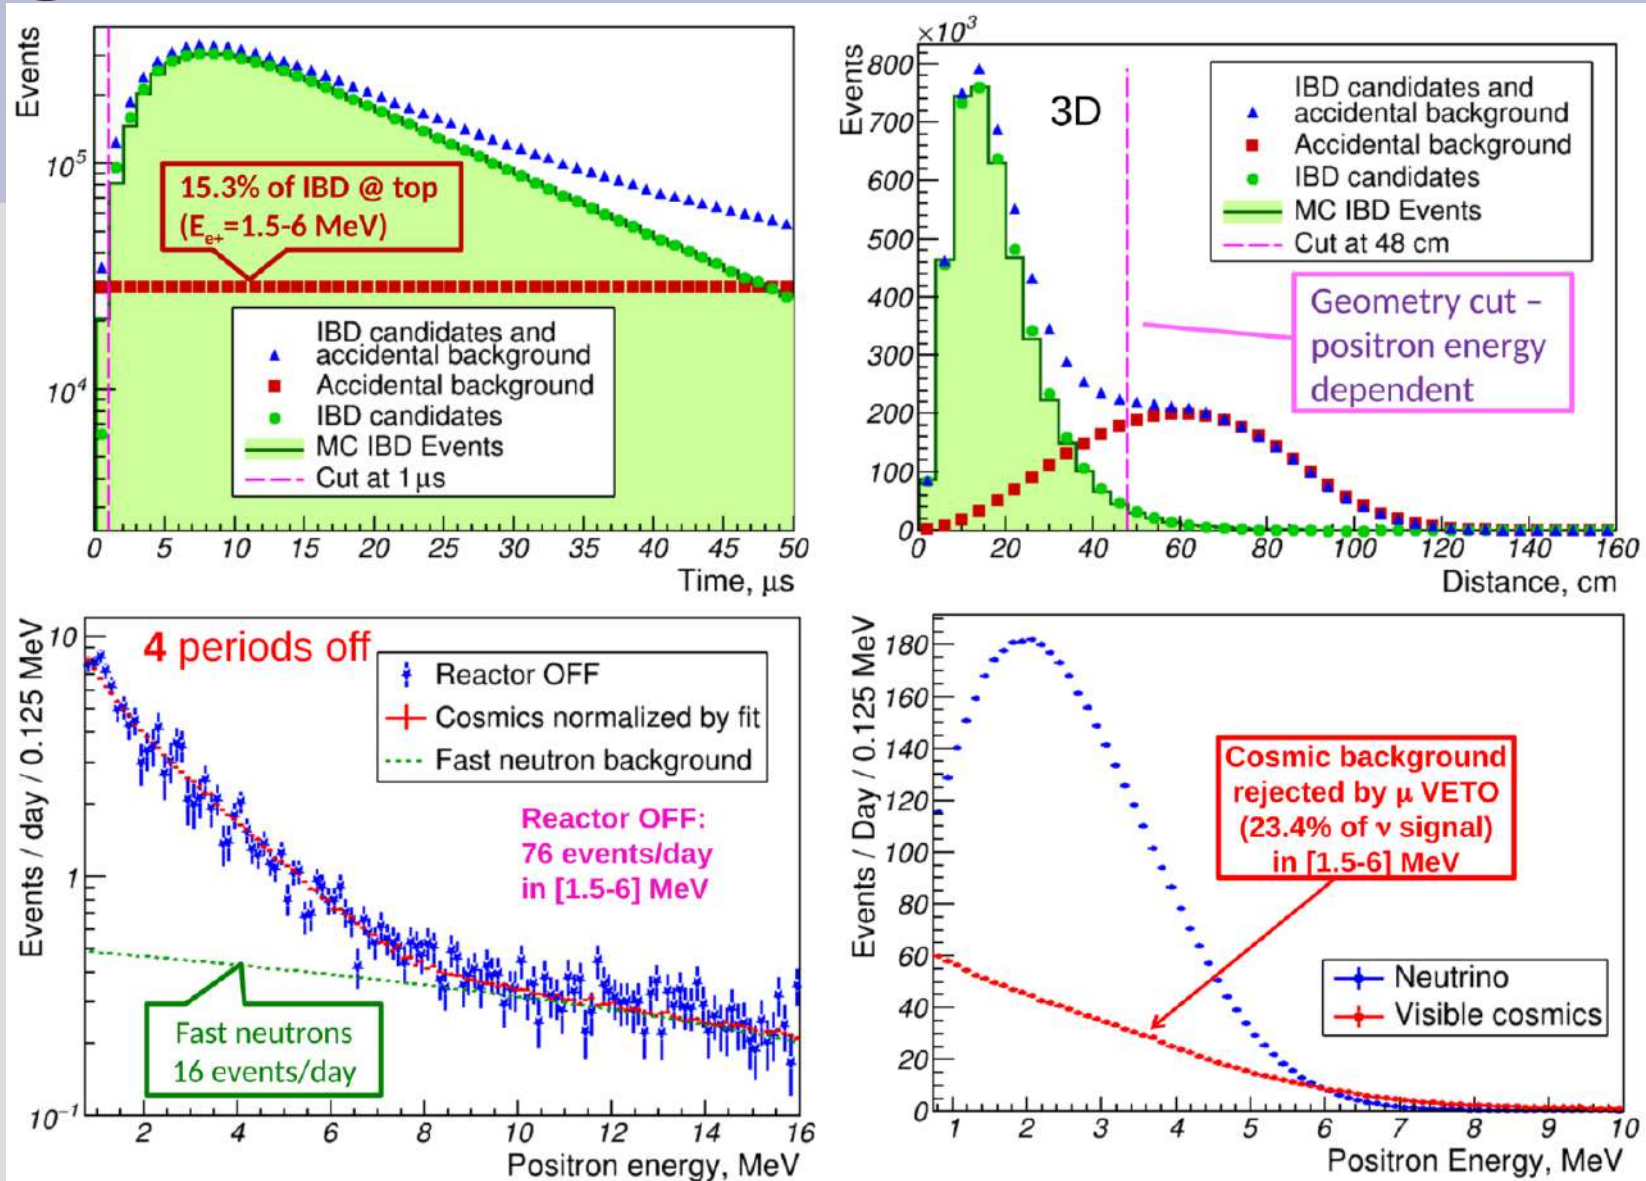 Events
10⁵
10⁴
15.3% of IBD @ top
(Ee+=1.5-6 MeV)
IBD candidates and
accidental background
Accidental background
IBD candidates
MC IBD Events
Cut at 1 μs
0 5 10 15 20 25 30 35 40 45 50
Time, μs
×10³
Events
800
700
600
500
400
300
200
100
0
3D
IBD candidates and
accidental background
Accidental background
IBD candidates
MC IBD Events
Cut at 48 cm
Geometry cut –
positron energy
dependent
0 20 40 60 80 100 120 140 160
Distance, cm
Events / day / 0.125 MeV
10
1
10⁻¹
4 periods off
Reactor OFF
Cosmics normalized by fit
Fast neutron background
Reactor OFF:
76 events/day
in [1.5-6] MeV
Fast neutrons
16 events/day
2 4 6 8 10 12 14 16
Positron energy, MeV
Events / Day / 0.125 MeV
180
160
140
120
100
80
60
40
20
0
Cosmic background
rejected by μ VETO
(23.4% of ν signal)
in [1.5-6] MeV
Neutrino
Visible cosmics
1 2 3 4 5 6 7 8 9 10
Positron Energy, MeV